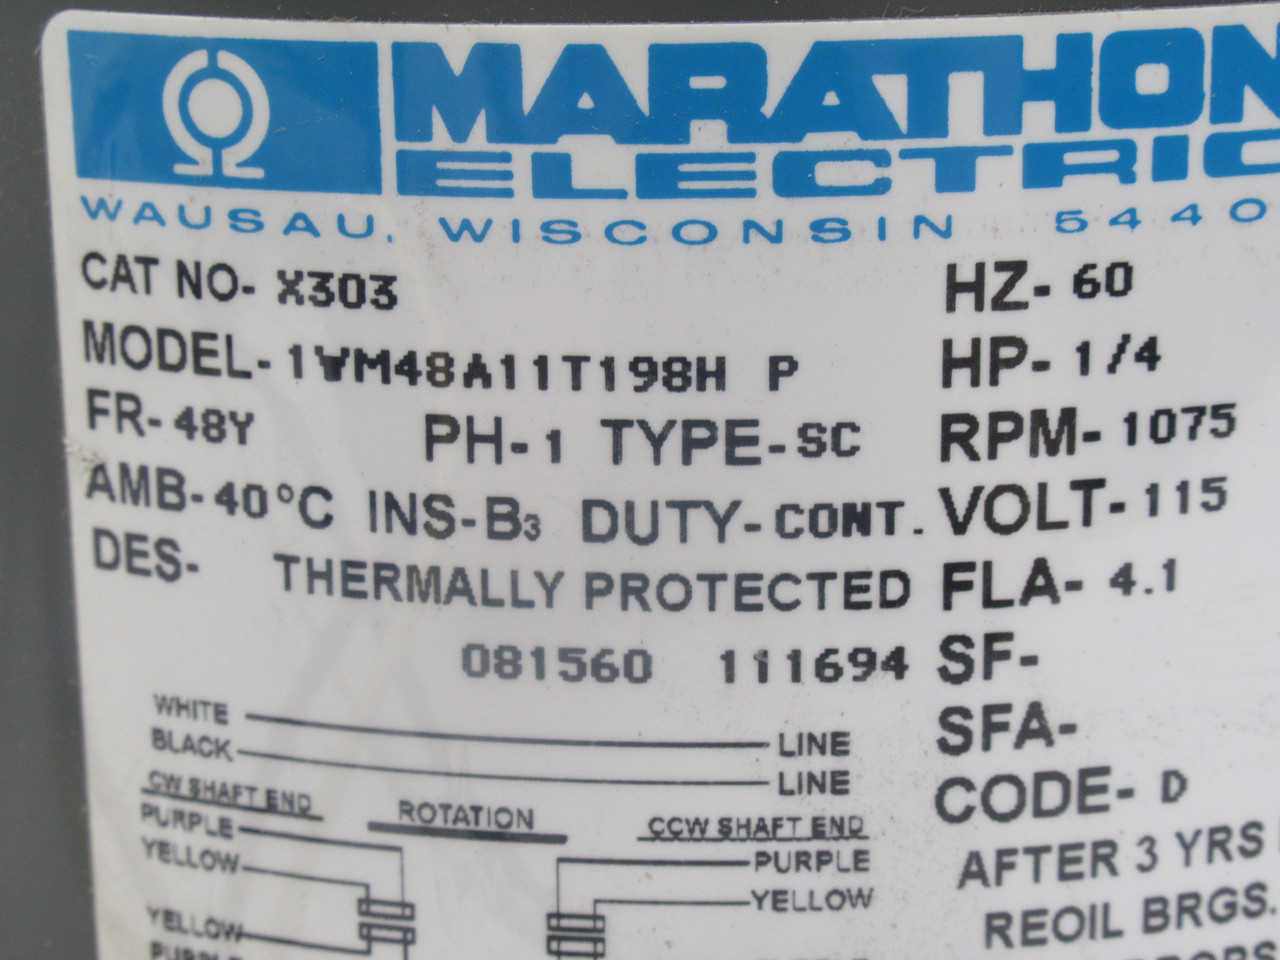 MARATHON
ELECTRIC
WAUSAU, WISCONSIN 5440
CAT NO- X303
HZ- 60
MODEL- 1WM48A11T198H P
HP- 1/4
FR- 48Y PH- 1 TYPE- SC
RPM- 1075
AMB- 40°C INS- B3 DUTY- CONT.
VOLT- 115
DES- THERMALLY PROTECTED
FLA- 4.1
081560 111694
SF-
SFA-
CODE- D
WHITE LINE
BLACK LINE
CW SHAFT END ROTATION CCW SHAFT END
PURPLE PURPLE
YELLOW YELLOW
YELLOW
PURPLE
AFTER 3 YRS
REOIL BRGS.